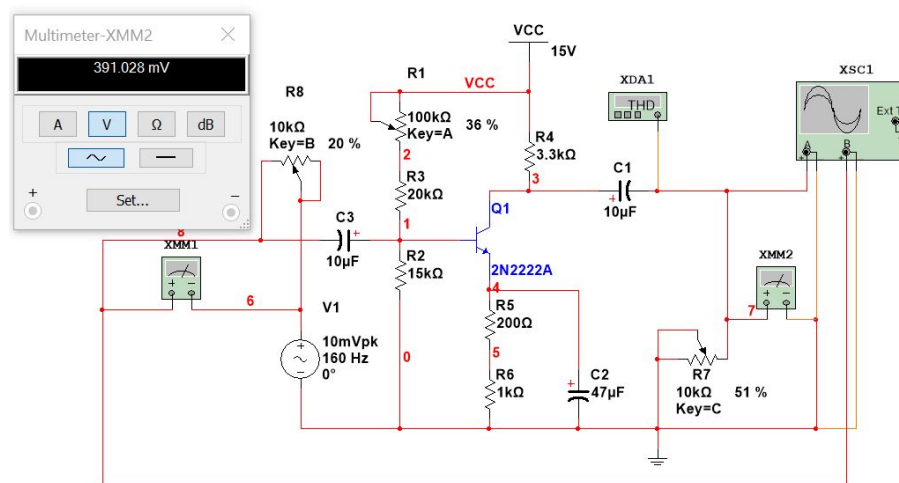 Multimeter-XMM2
391.028 mV
A
V
Ω
dB
Set...
+
−
VCC
15V
XDA1
THD
XSC1
Ext T
A
B
R1
VCC
100kΩ
Key=A
36 %
R8
10kΩ
Key=B
20 %
2
R4
3.3kΩ
3
C1
10µF
R3
20kΩ
1
Q1
8
C3
10µF
XMM1
R2
15kΩ
2N2222A
4
XMM2
6
V1
R5
200Ω
7
10mVpk
160 Hz
0°
0
5
C2
47µF
R6
1kΩ
R7
10kΩ
Key=C
51 %